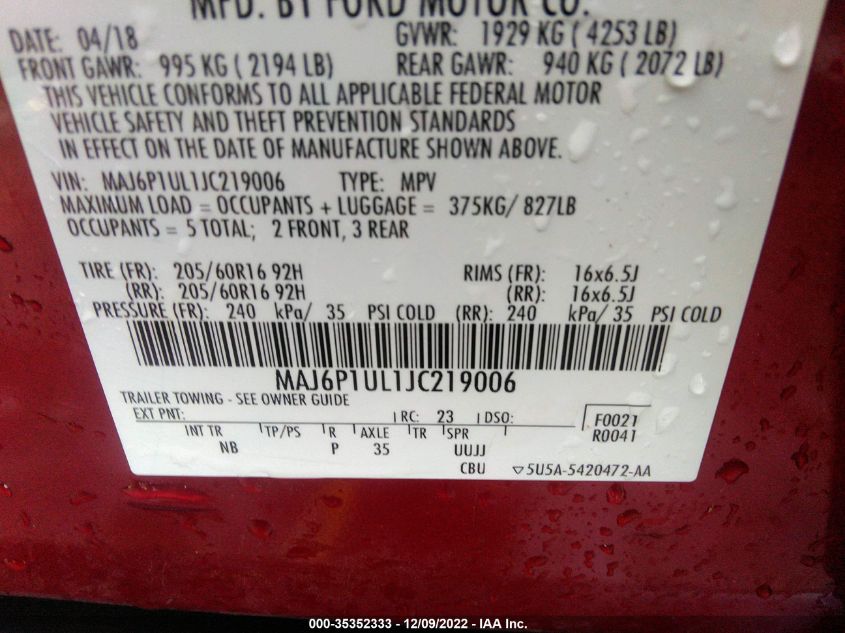 MFD. BY FORD MOTOR CO.
DATE: 04/18 GVWR: 1929 KG ( 4253 LB)
FRONT GAWR: 995 KG ( 2194 LB) REAR GAWR: 940 KG ( 2072 LB)
THIS VEHICLE CONFORMS TO ALL APPLICABLE FEDERAL MOTOR
VEHICLE SAFETY AND THEFT PREVENTION STANDARDS
IN EFFECT ON THE DATE OF MANUFACTURE SHOWN ABOVE.
VIN: MAJ6P1UL1JC219006 TYPE: MPV
MAXIMUM LOAD = OCCUPANTS + LUGGAGE = 375KG/ 827LB
OCCUPANTS = 5 TOTAL; 2 FRONT, 3 REAR
TIRE (FR): 205/60R16 92H RIMS (FR): 16x6.5J
(RR): 205/60R16 92H (RR): 16x6.5J
PRESSURE (FR): 240 kPa/ 35 PSI COLD (RR): 240 kPa/ 35 PSI COLD
MAJ6P1UL1JC219006
TRAILER TOWING - SEE OWNER GUIDE
EXT PNT: RC: 23 DSO: F0021
R0041
INT TR TP/PS R AXLE TR SPR
NB P 35 UUJJ
CBU 5U5A-5420472-AA
000-35352333 - 12/09/2022 - IAA Inc.